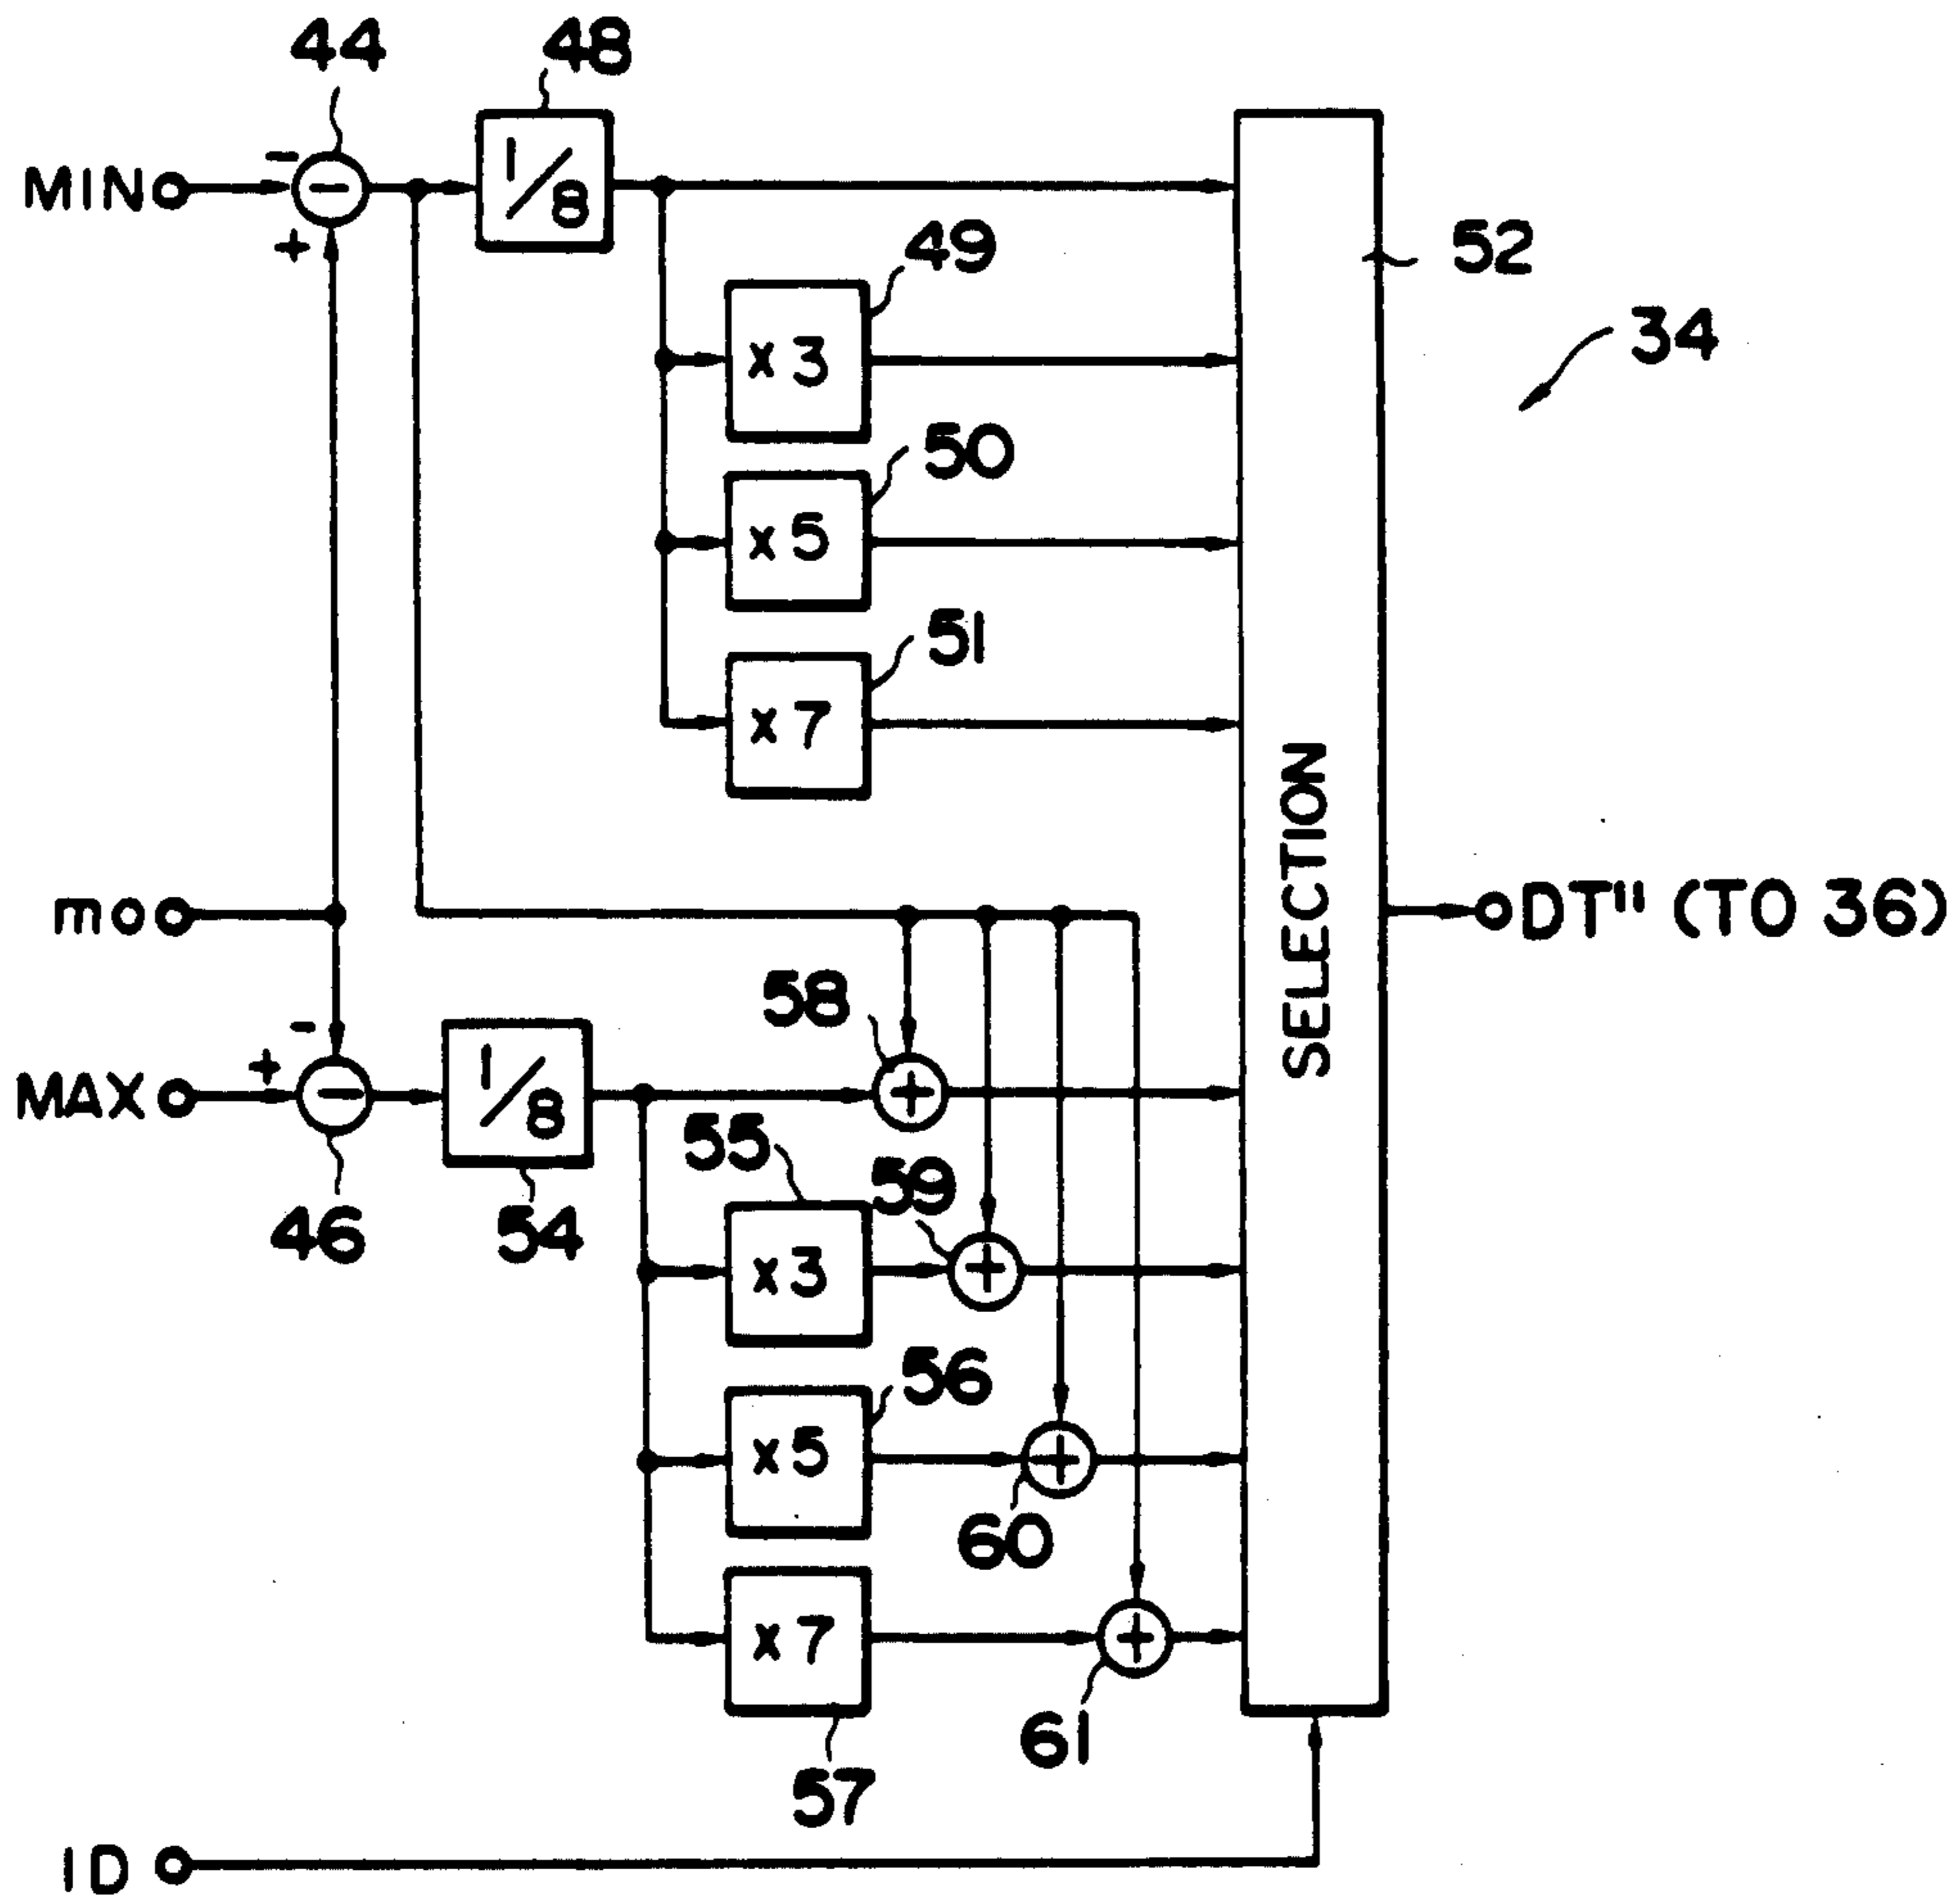 44
48
MIN
-
-
+
1/8
49
52
x3
34
50
x5
51
x7
SELECTION
mo
DT" (TO 36)
58
-
+
MAX
-
1/8
+
55
59
46
54
x3
+
56
x5
+
60
x7
+
61
57
ID